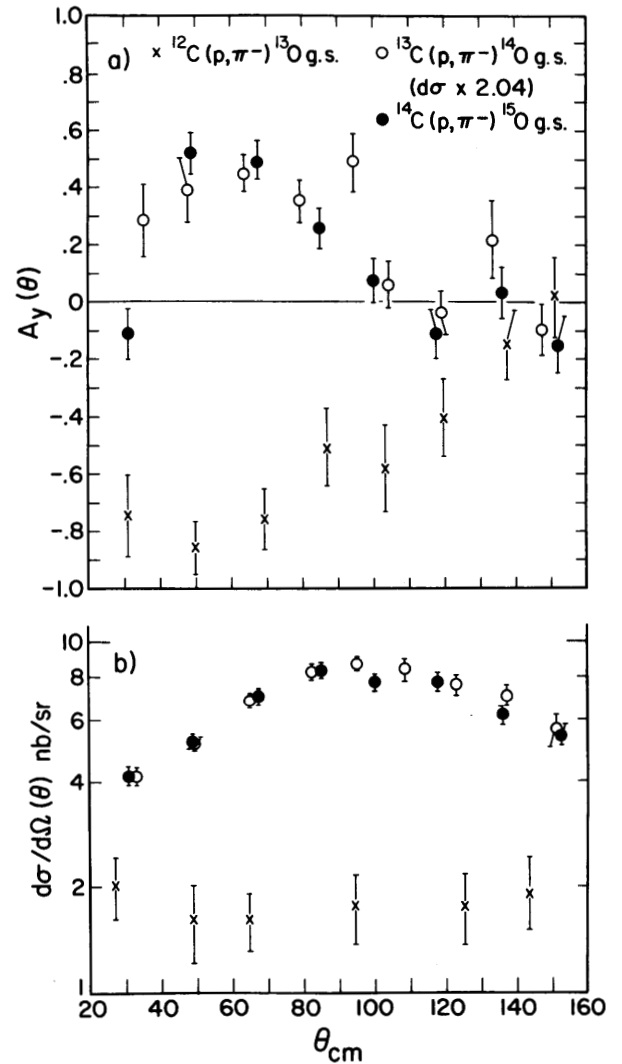 1.0
a) × ¹²C (p, π−) ¹³O g.s. ○ ¹³C (p, π−) ¹⁴O g.s.
.8
(dσ x 2.04)
● ¹⁴C (p, π−) ¹⁵O g.s.
.6
.4
.2
0
-.2
-.4
-.6
-.8
-1.0
A_y (θ)
b)
10
8
6
4
2
1
dσ/dΩ (θ) nb/sr
20 40 60 80 100 120 140 160
θ_cm